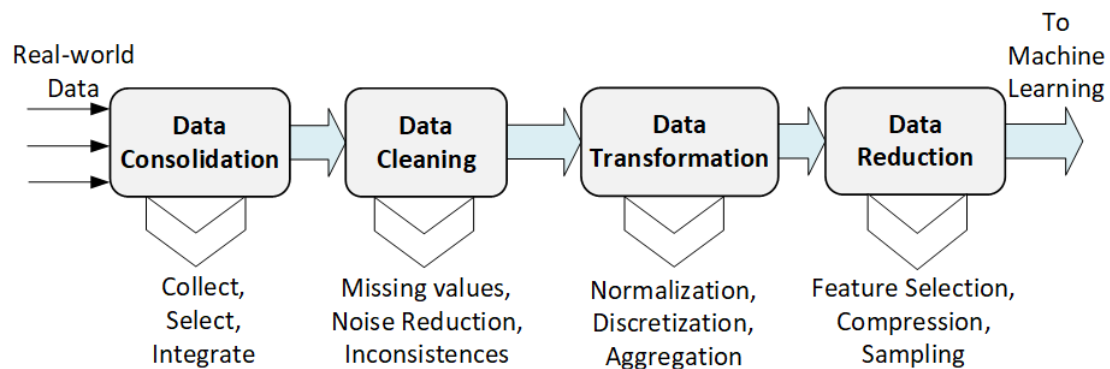 Real-world
Data
Data
Consolidation
Data
Cleaning
Data
Transformation
Data
Reduction
To
Machine
Learning
Collect,
Select,
Integrate
Missing values,
Noise Reduction,
Inconsistences
Normalization,
Discretization,
Aggregation
Feature Selection,
Compression,
Sampling